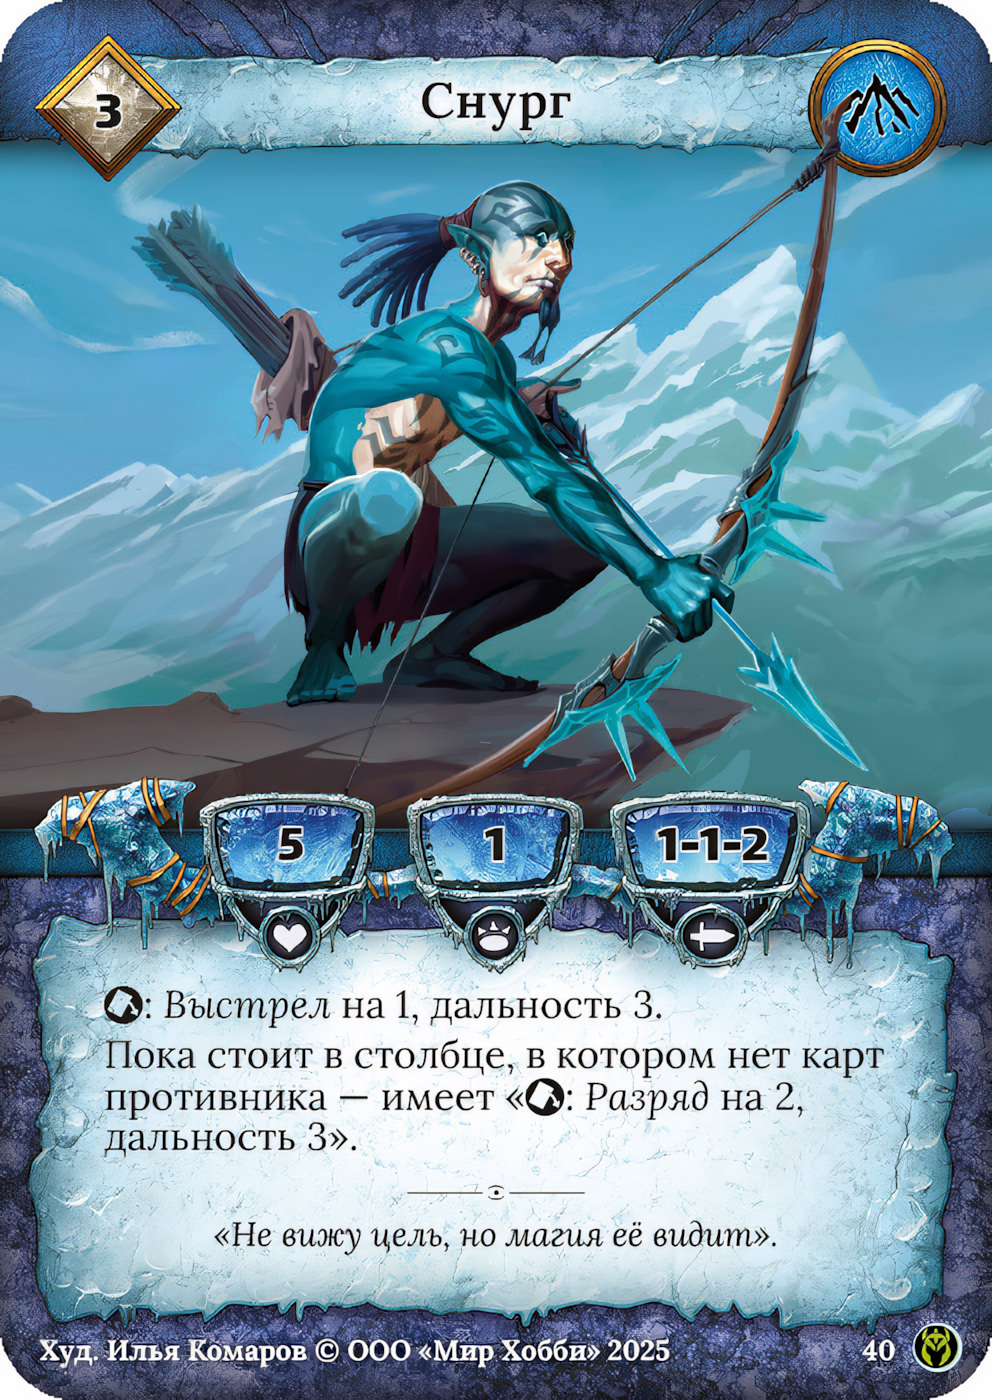 3
Снург
5
1
1-1-2
: Выстрел на 1, дальность 3.
Пока стоит в столбце, в котором нет карт
противника — имеет «: Разряд на 2,
дальность 3».
«Не вижу цель, но магия её видит».
Худ. Илья Комаров © ООО «Мир Хобби» 2025
40